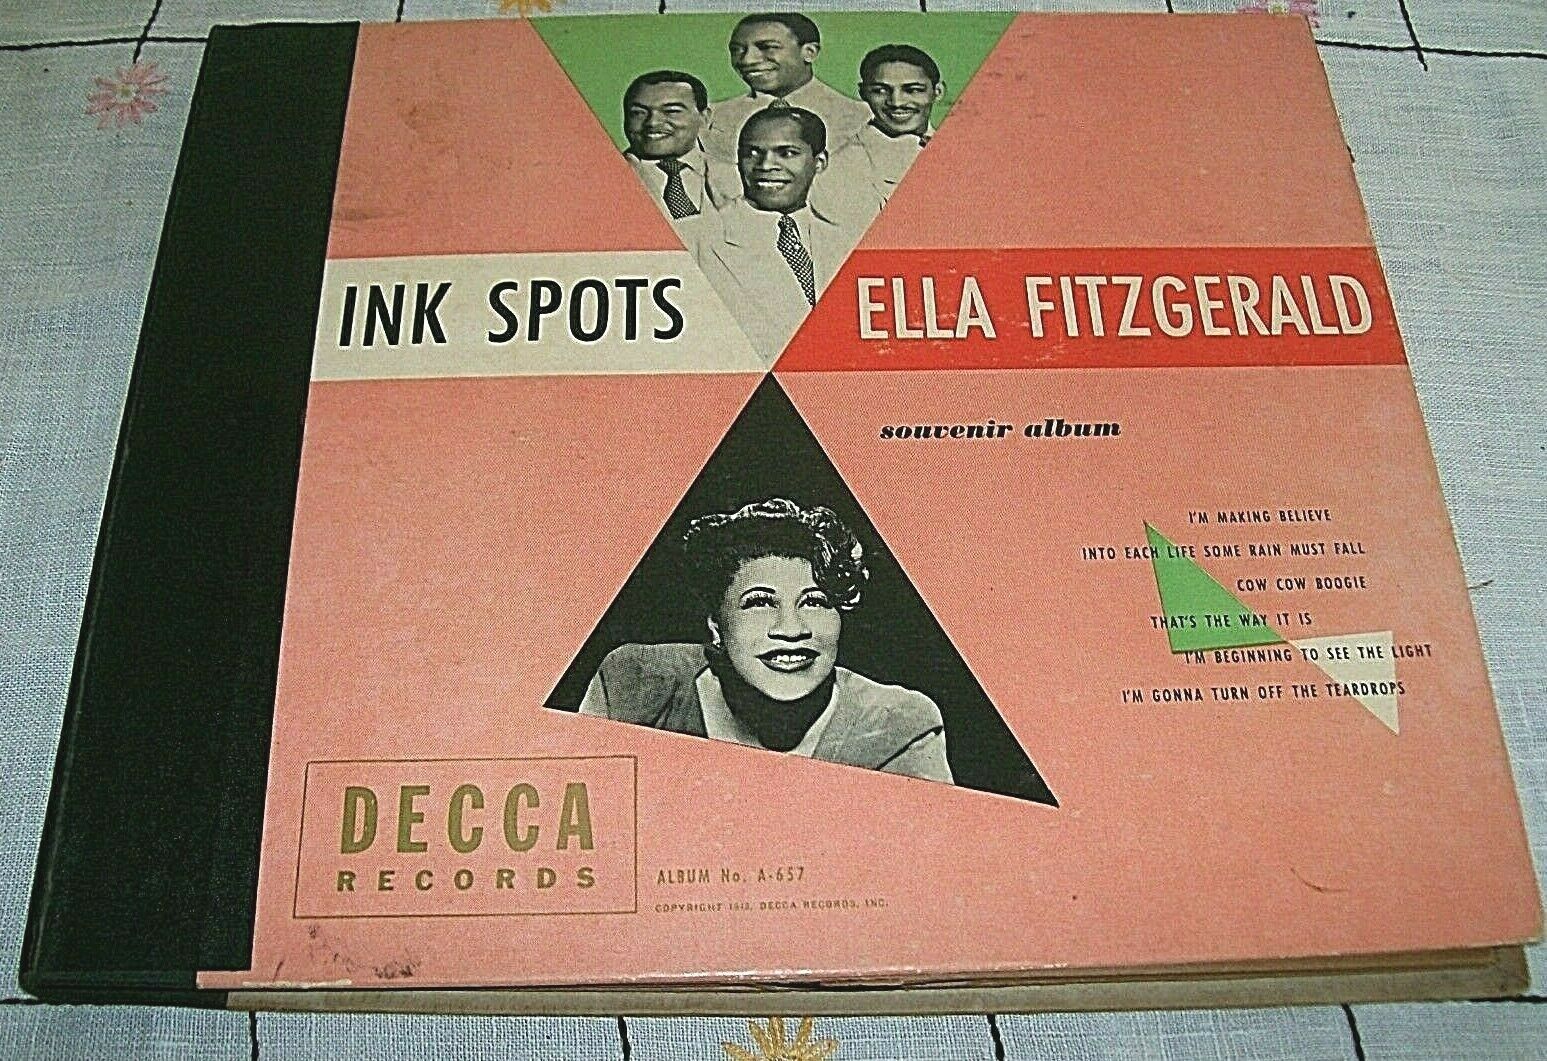 INK SPOTS
ELLA FITZGERALD
souvenir album
I'M MAKING BELIEVE
INTO EACH LIFE SOME RAIN MUST FALL
COW COW BOOGIE
THAT'S THE WAY IT IS
I'M BEGINNING TO SEE THE LIGHT
I'M GONNA TURN OFF THE TEARDROPS
DECCA
RECORDS
ALBUM No. A-657
COPYRIGHT DECCA RECORDS, INC.